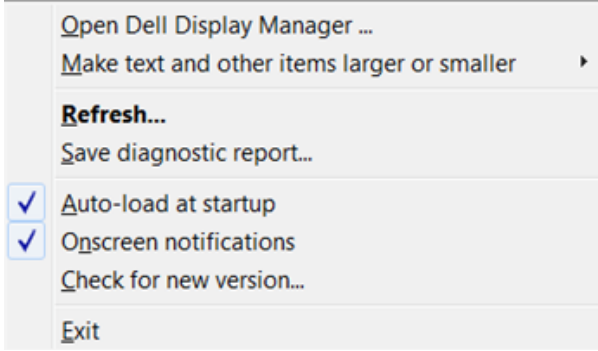 Open Dell Display Manager ...
Make text and other items larger or smaller
Refresh...
Save diagnostic report...
Auto-load at startup
Onscreen notifications
Check for new version...
Exit